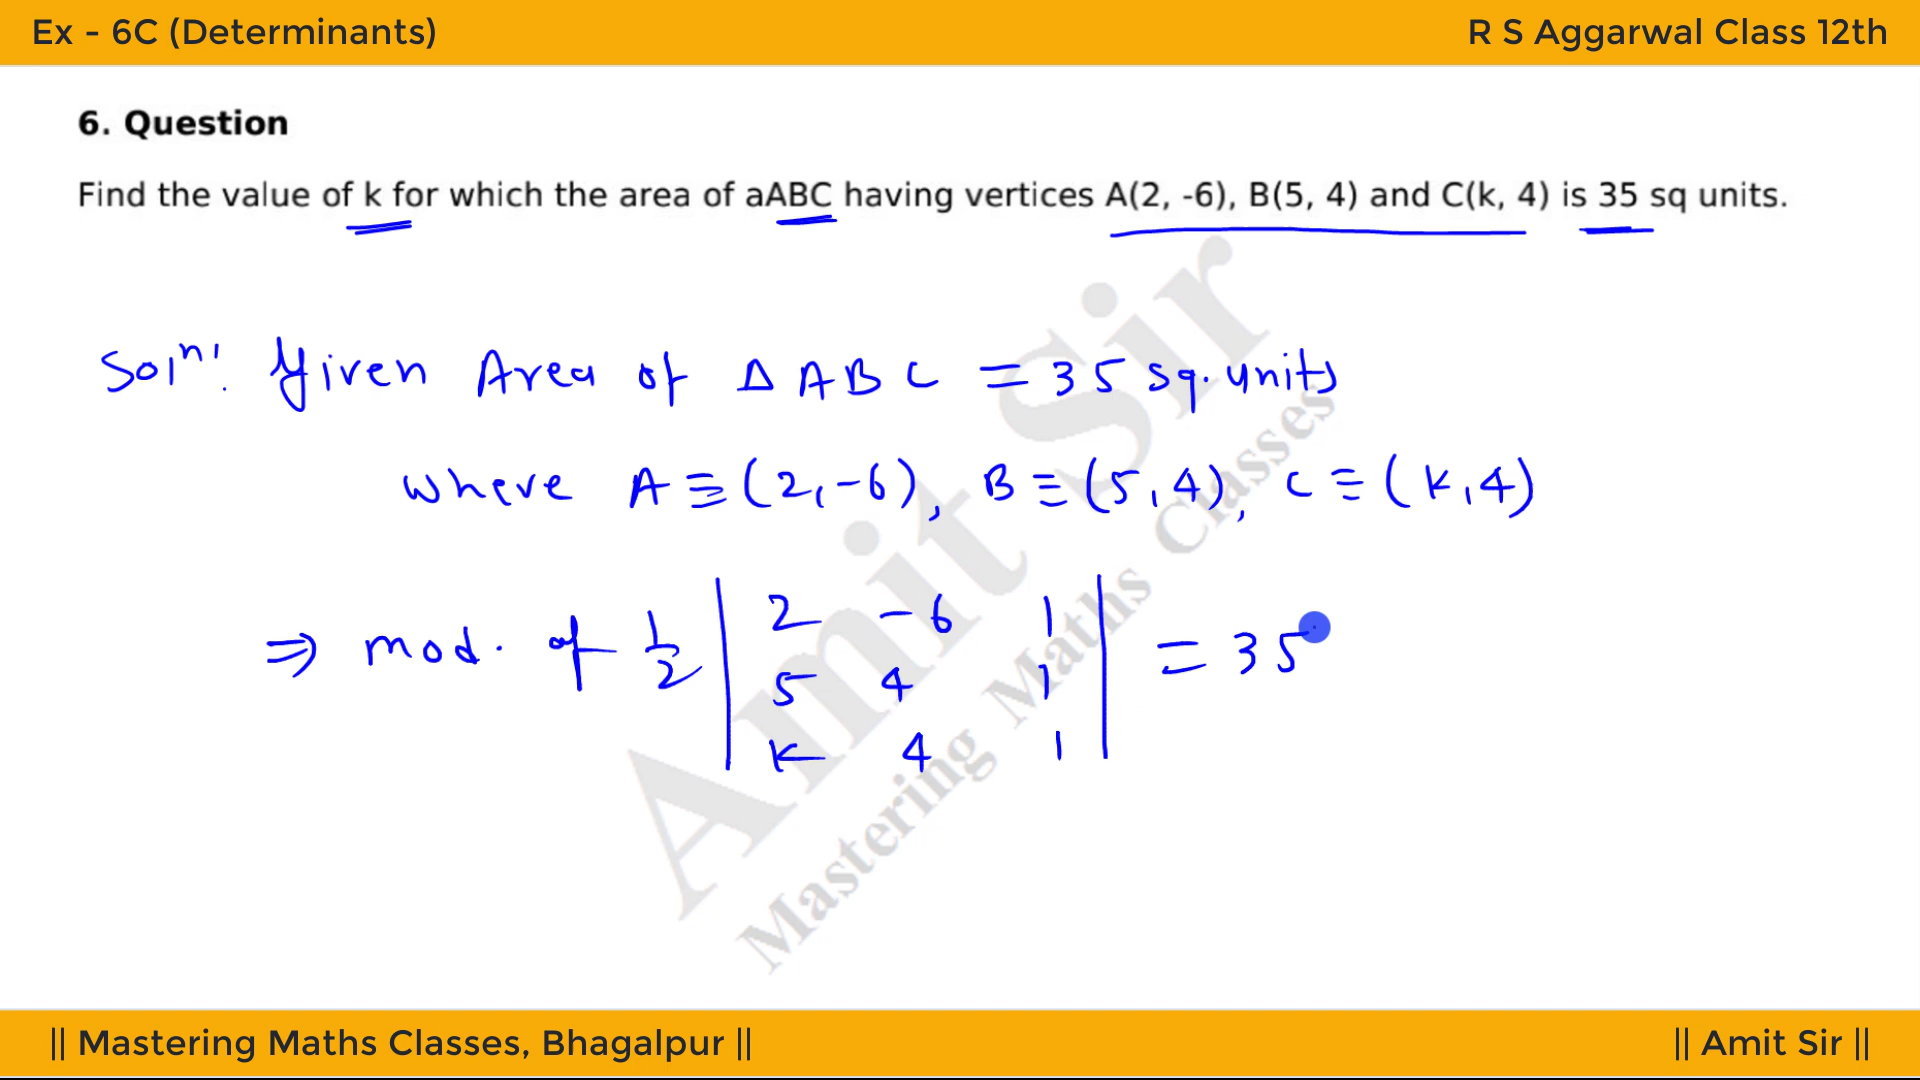 Ex - 6C (Determinants)
R S Aggarwal Class 12th
6. Question
Find the value of k for which the area of aABC having vertices A(2, -6), B(5, 4) and C(k, 4) is 35 sq units.
Solⁿ: Given Area of Δ ABC = 35 sq. units
where A ≡ (2, -6), B ≡ (5, 4), C ≡ (k, 4)
⇒ mod. of 1/2 | 2 -6 1 | = 35
| 5 4 1 |
| k 4 1 |
Amit Sir
Mastering Maths Classes
|| Mastering Maths Classes, Bhagalpur ||
|| Amit Sir ||